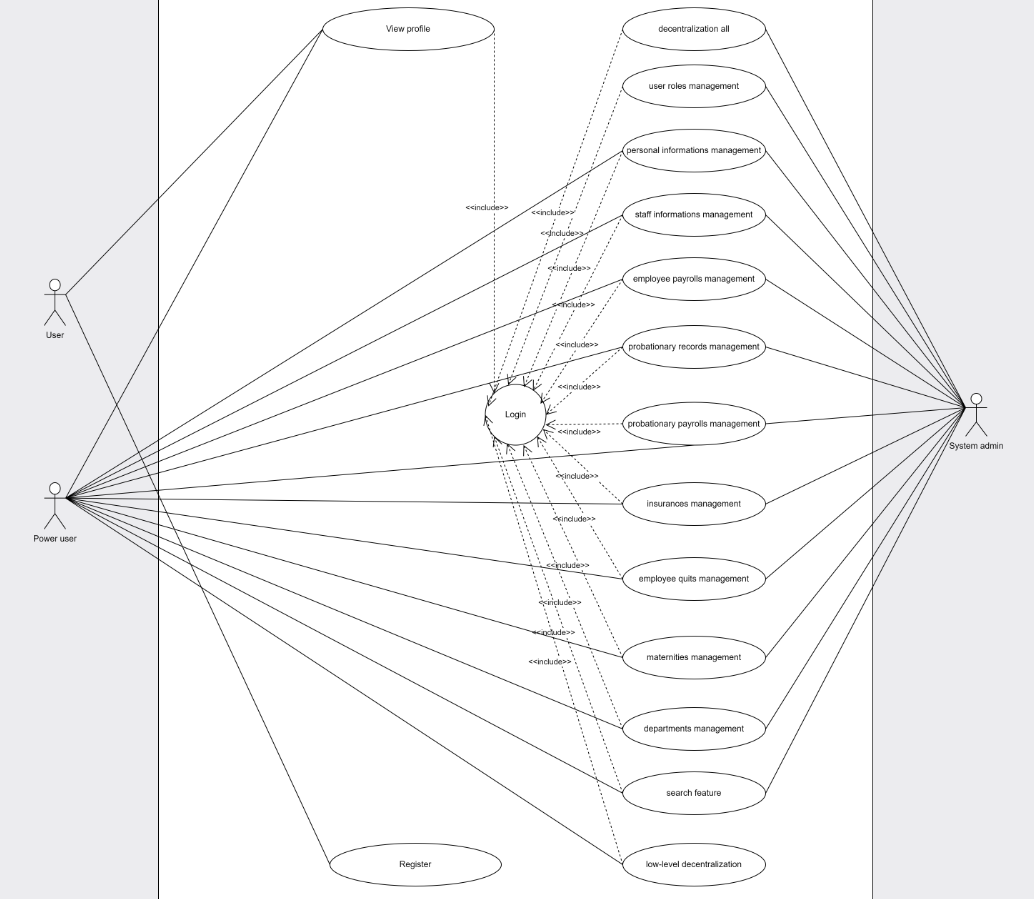 View profile
decentralization all
user roles management
personal informations management
<<include>>
<<include>>
staff informations management
<<include>>
<<include>>
employee payrolls management
<<include>>
User
<<include>>
probationary records management
<<include>>
Login
probationary payrolls management
<<include>>
System admin
<<include>>
insurances management
<<include>>
Power user
<<include>>
employee quits management
<<include>>
<<include>>
maternities management
<<include>>
departments management
search feature
Register
low-level decentralization